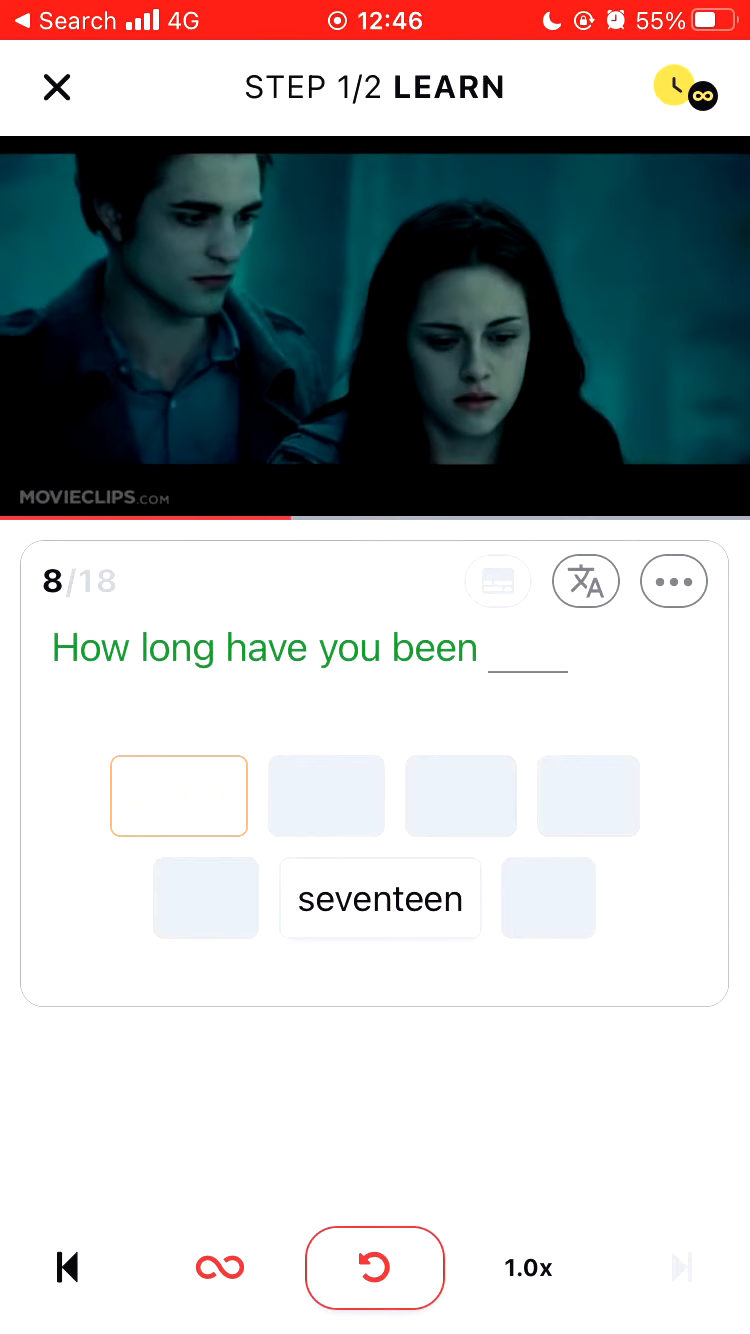 Search 4G 12:46 55%
STEP 1/2 LEARN
MOVIECLIPS.COM
8/18
How long have you been ____
seventeen
1.0x